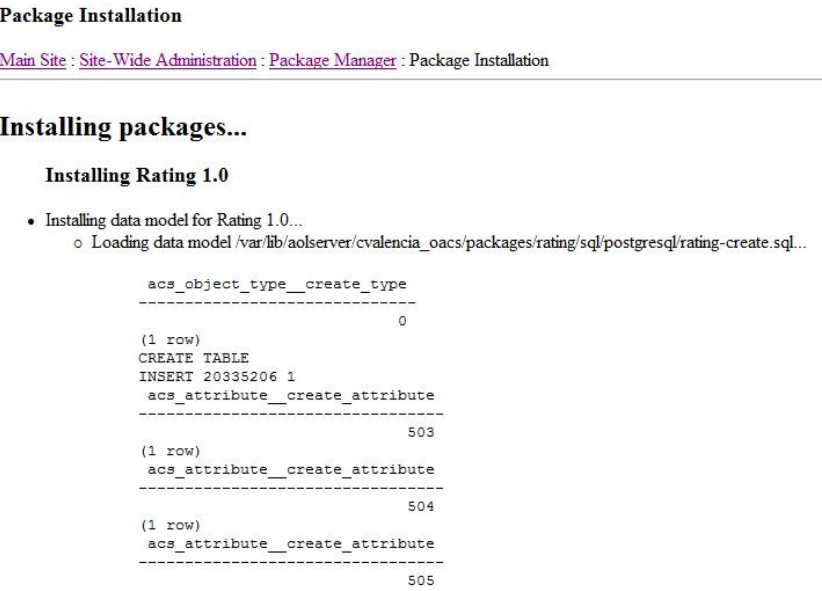 Package Installation
Main Site : Site-Wide Administration : Package Manager : Package Installation
Installing packages...
Installing Rating 1.0
• Installing data model for Rating 1.0...
○ Loading data model /var/lib/aolserver/cvalencia_oacs/packages/rating/sql/postgresql/rating-create.sql...
acs_object_type__create_type
------------------------------
0
(1 row)
CREATE TABLE
INSERT 20335206 1
acs_attribute__create_attribute
---------------------------------
503
(1 row)
acs_attribute__create_attribute
---------------------------------
504
(1 row)
acs_attribute__create_attribute
---------------------------------
505